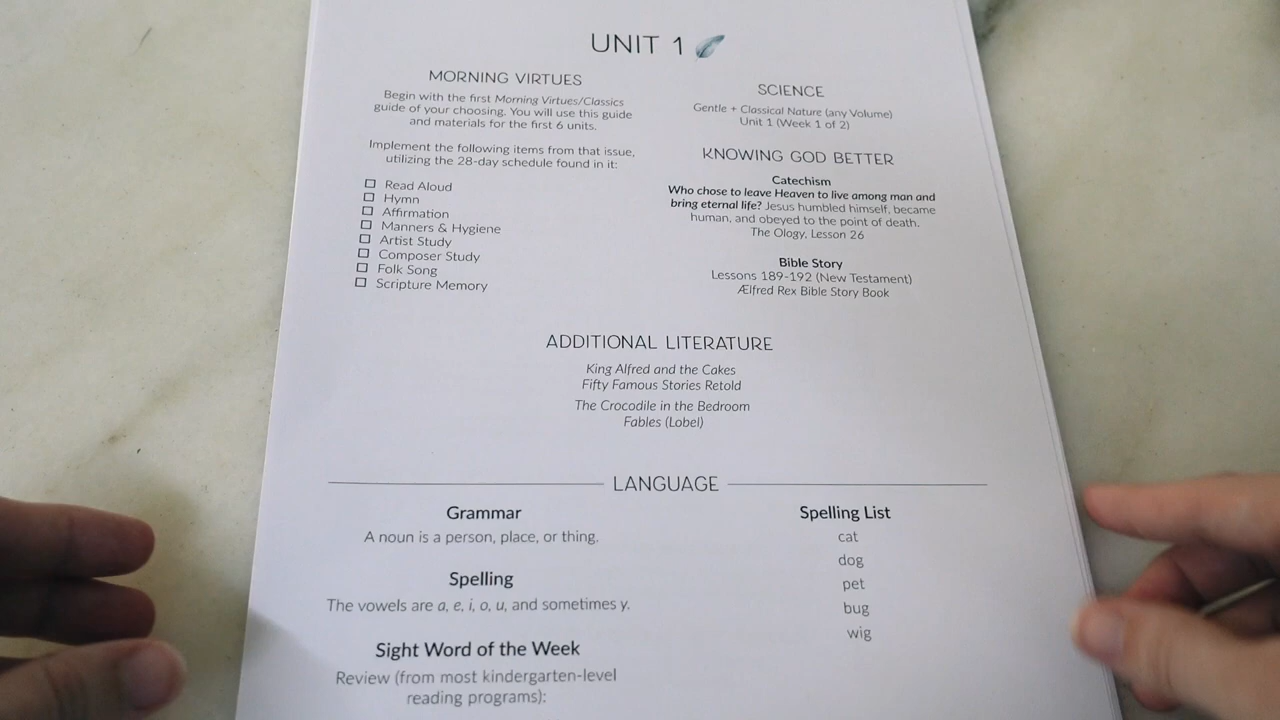 UNIT 1
MORNING VIRTUES
Begin with the first Morning Virtues/Classics
guide of your choosing. You will use this guide
and materials for the first 6 units.
Implement the following items from that issue,
utilizing the 28-day schedule found in it:
Read Aloud
Hymn
Affirmation
Manners & Hygiene
Artist Study
Composer Study
Folk Song
Scripture Memory
SCIENCE
Gentle + Classical Nature (any Volume)
Unit 1 (Week 1 of 2)
KNOWING GOD BETTER
Catechism
Who chose to leave Heaven to live among man and
bring eternal life? Jesus humbled himself, became
human, and obeyed to the point of death.
The Ology, Lesson 26
Bible Story
Lessons 189-192 (New Testament)
Ælfred Rex Bible Story Book
ADDITIONAL LITERATURE
King Alfred and the Cakes
Fifty Famous Stories Retold
The Crocodile in the Bedroom
Fables (Lobel)
LANGUAGE
Grammar
A noun is a person, place, or thing.
Spelling
The vowels are a, e, i, o, u, and sometimes y.
Sight Word of the Week
Review (from most kindergarten-level
reading programs):
Spelling List
cat
dog
pet
bug
wig